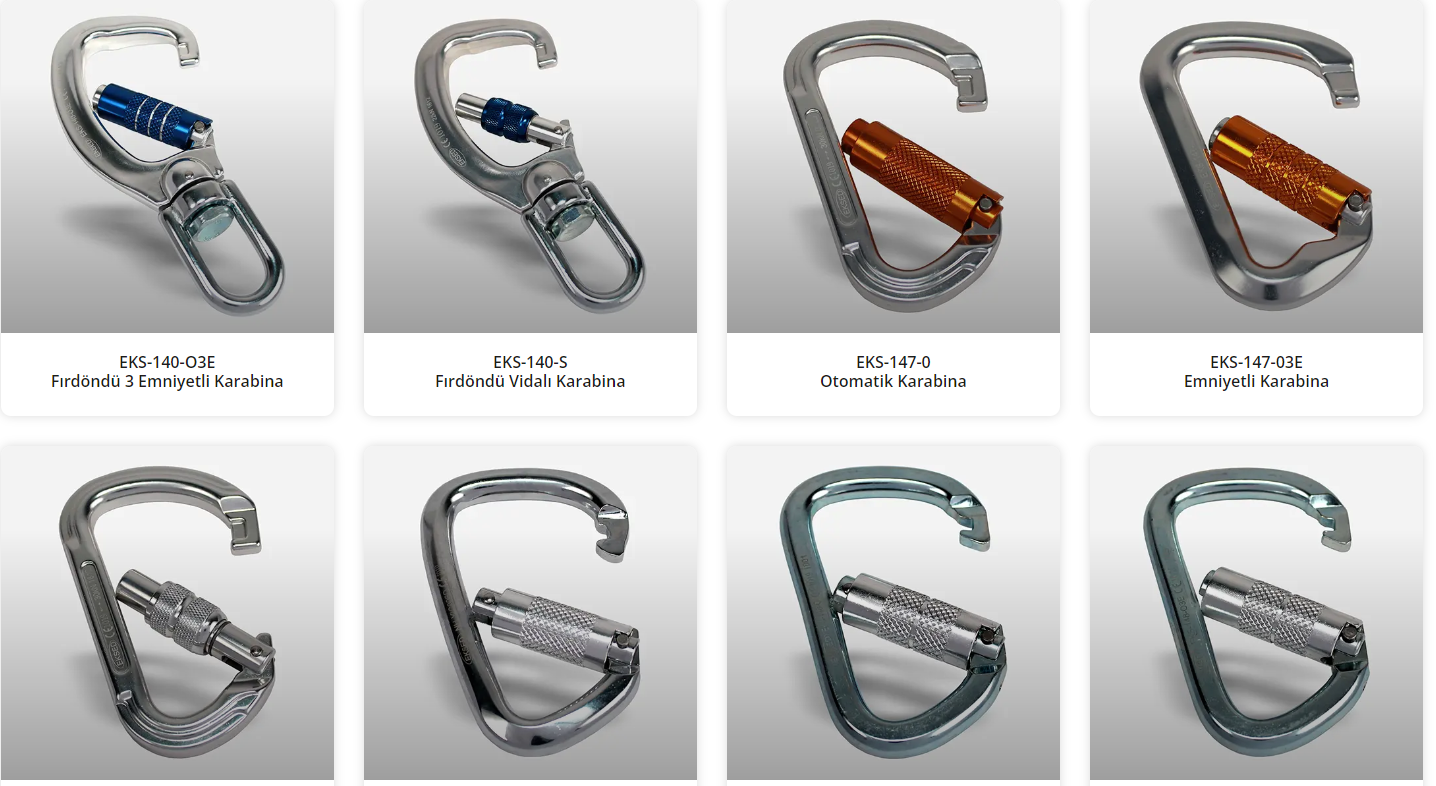 EKS-140-O3E
Fırdöndü 3 Emniyetli Karabina
EKS-140-S
Fırdöndü Vidalı Karabina
EKS-147-0
Otomatik Karabina
EKS-147-03E
Emniyetli Karabina